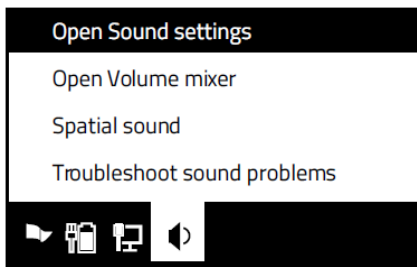 Open Sound settings
Open Volume mixer
Spatial sound
Troubleshoot sound problems